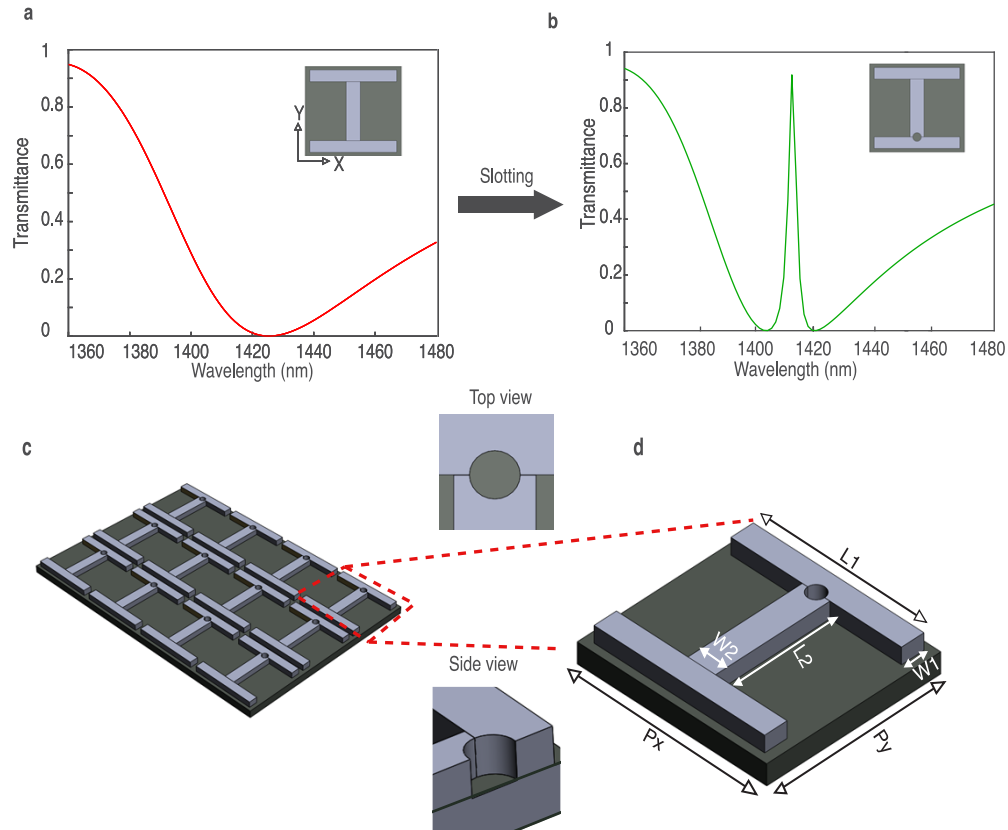 a
b
1
0.8
0.6
0.4
0.2
0
Transmittance
1360
1380
1400
1420
1440
1460
1480
Wavelength (nm)
Y
X
Slotting
1
0.8
0.6
0.4
0.2
0
Transmittance
1360
1380
1400
1420
1440
1460
1480
Wavelength (nm)
Top view
c
d
Side view
L1
L2
W2
W1
Px
Py